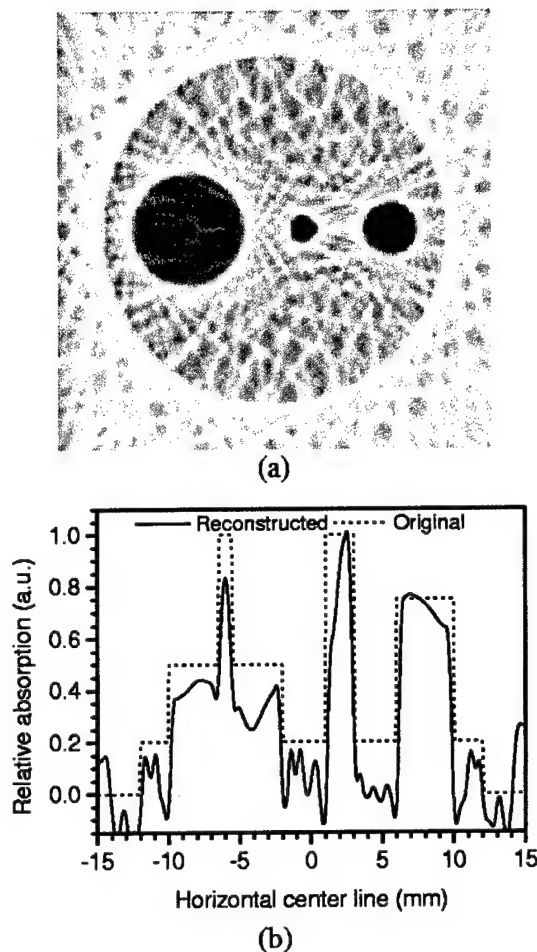 (a)
Reconstructed Original
1.0
0.8
0.6
0.4
0.2
0.0
Relative absorption (a.u.)
-15 -10 -5 0 5 10 15
Horizontal center line (mm)
(b)